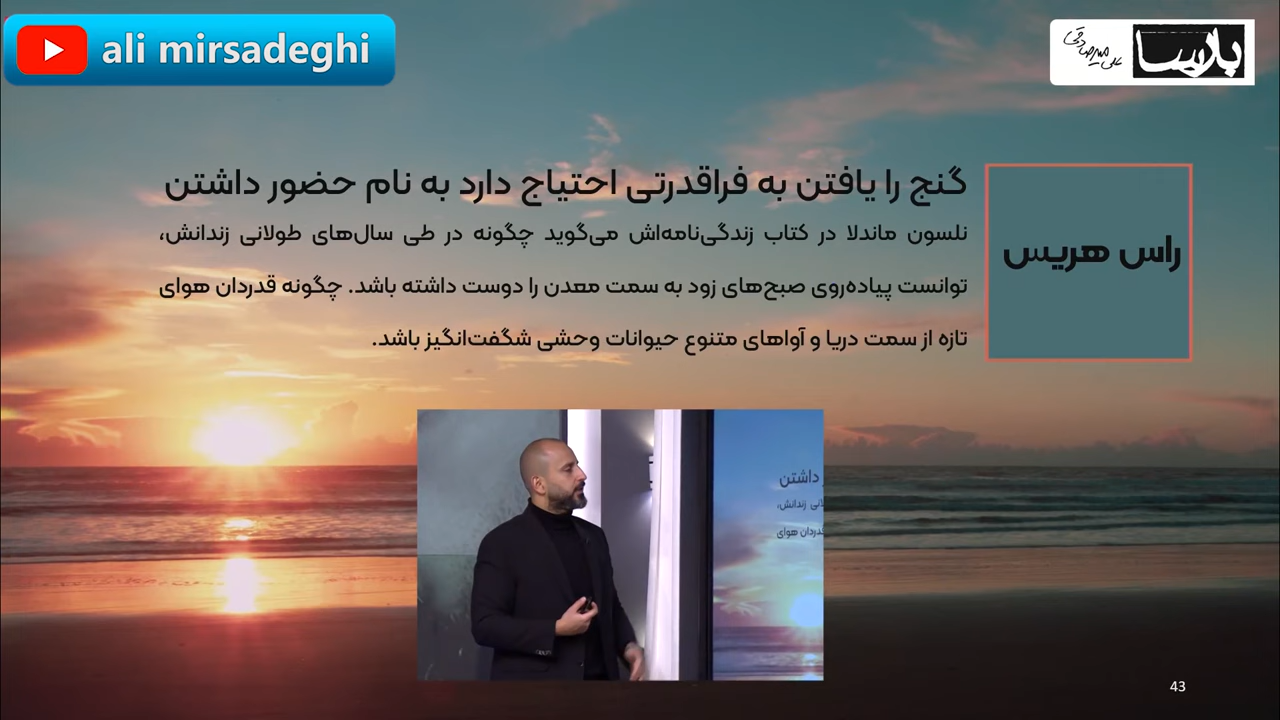 ali mirsadeghi
علی میرصادقی
پارسا
گنج را یافتن به فراقدرتی احتیاج دارد به نام حضور داشتن
نلسون ماندلا در کتاب زندگی‌نامه‌اش می‌گوید چگونه در طی سال‌های طولانی زندانش،
توانست پیاده‌روی صبح‌های زود به سمت معدن را دوست داشته باشد. چگونه قدردان هوای
تازه از سمت دریا و آواهای متنوع حیوانات وحشی شگفت‌انگیز باشد.
راس هریس
داشتن
زندانش،
قدردان هوای
43